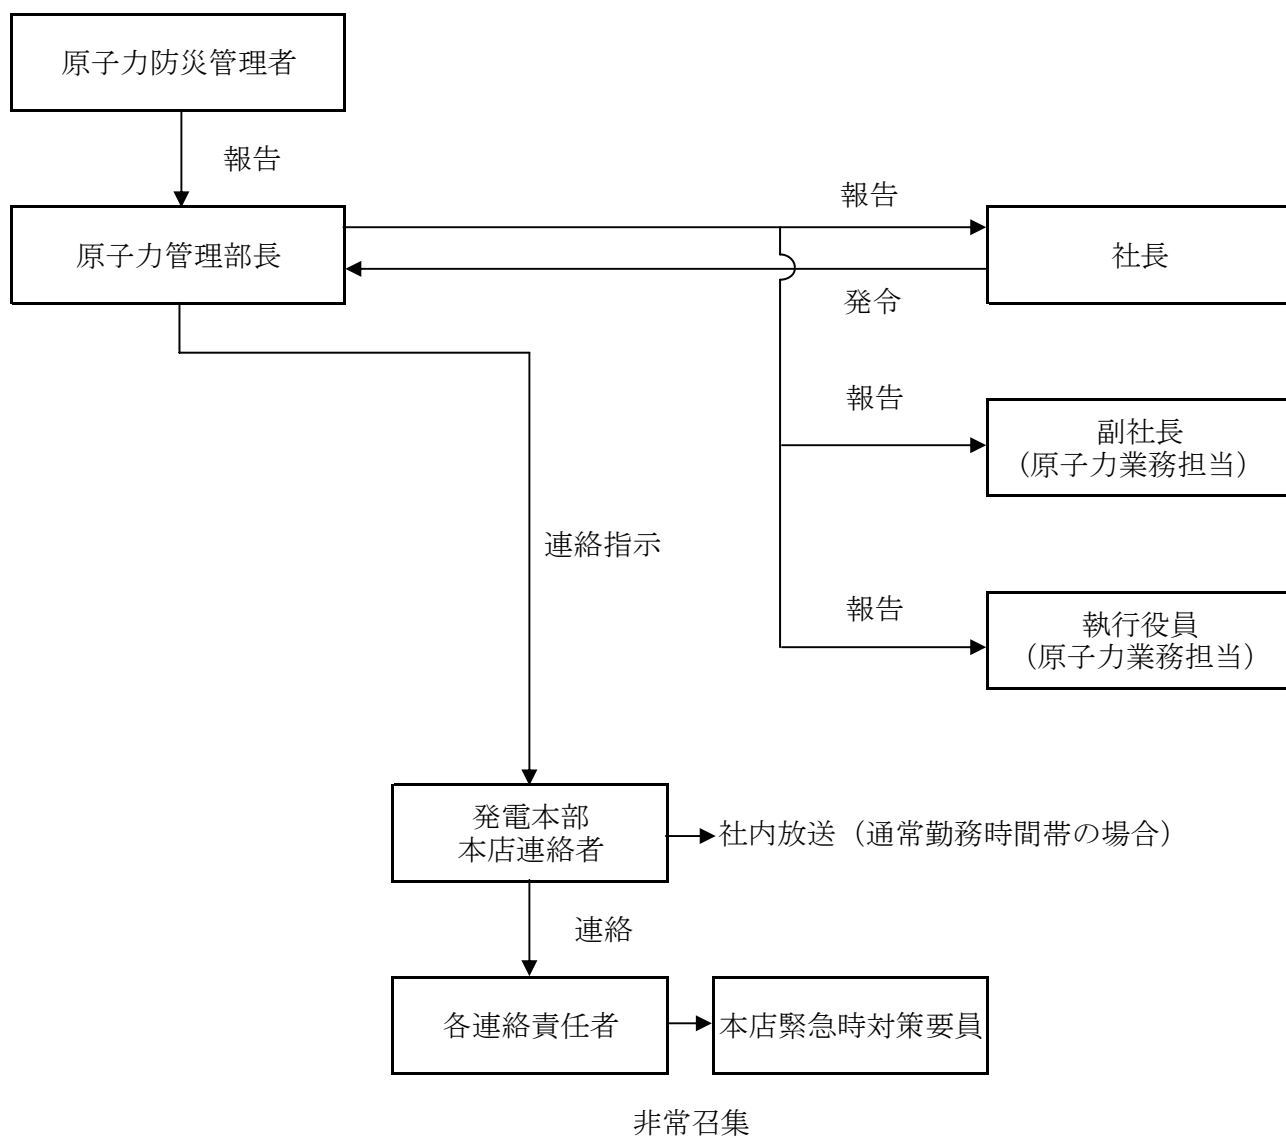 原子力防災管理者
報告
報告
原子力管理部長
社長
発令
報告
副社長
(原子力業務担当)
連絡指示
報告
執行役員
(原子力業務担当)
発電本部
本店連絡者
社内放送（通常勤務時間帯の場合）
連絡
各連絡責任者
本店緊急時対策要員
非常召集